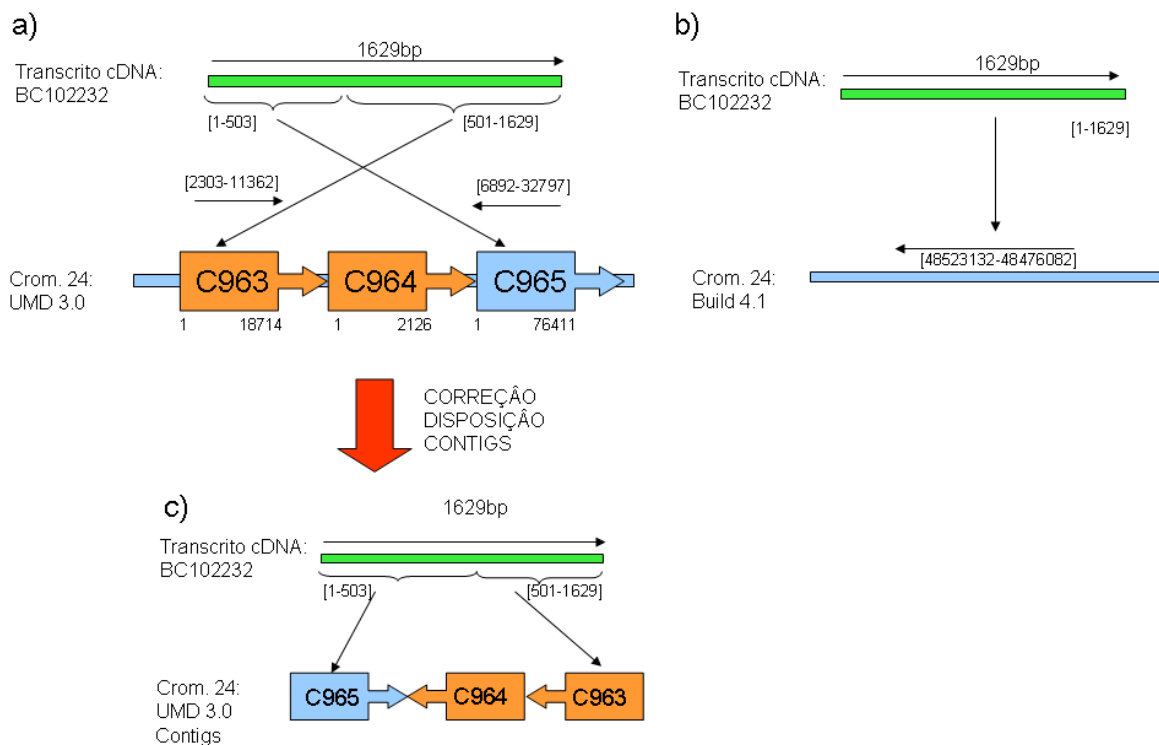 a)
1629bp
Transcrito cDNA:
BC102232
[1-503]
[501-1629]
[2303-11362]
[6892-32797]
C963
C964
C965
Crom. 24:
UMD 3.0
1
18714
1
2126
1
76411
b)
1629bp
Transcrito cDNA:
BC102232
[1-1629]
[48523132-48476082]
Crom. 24:
Build 4.1
CORREÇÂO
DISPOSIÇÂO
CONTIGS
c)
1629bp
Transcrito cDNA:
BC102232
[1-503]
[501-1629]
C965
C964
C963
Crom. 24:
UMD 3.0
Contigs